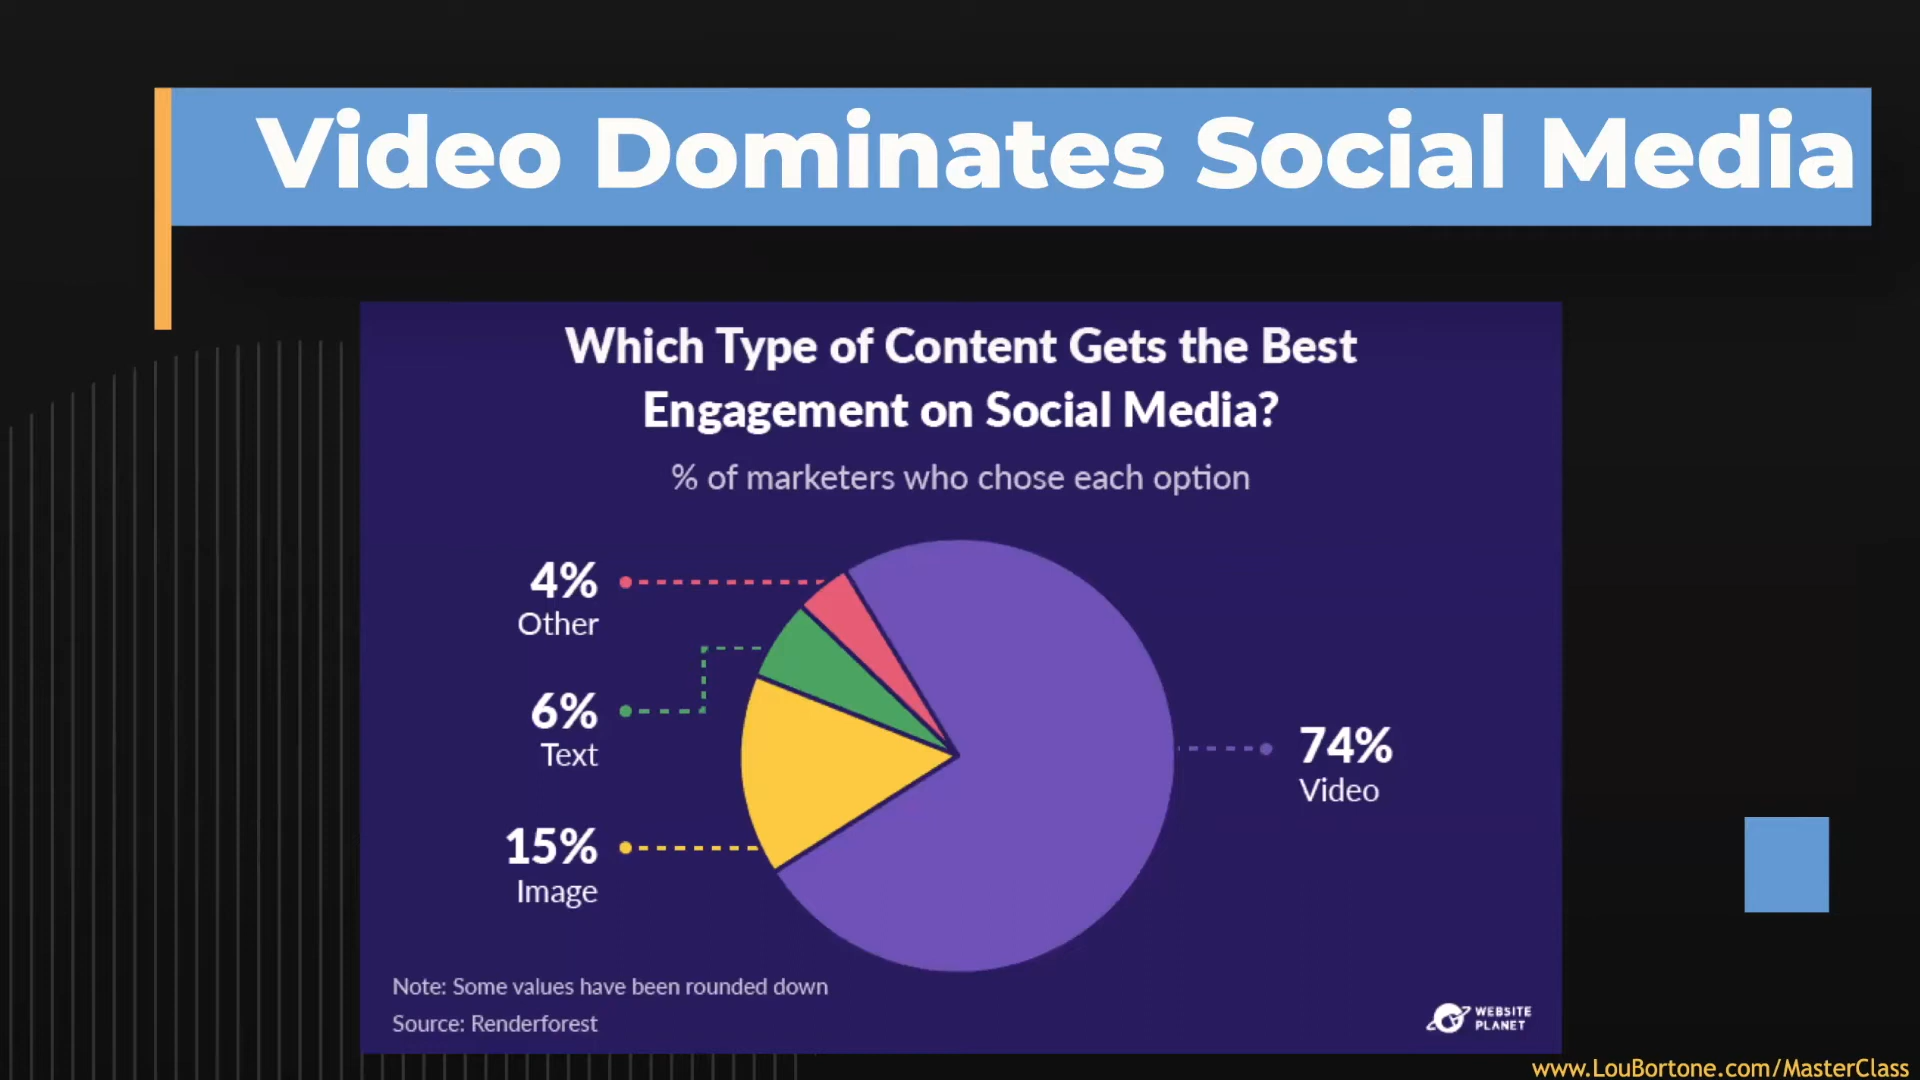 Video Dominates Social Media
Which Type of Content Gets the Best
Engagement on Social Media?
% of marketers who chose each option
4%
Other
6%
Text
15%
Image
74%
Video
Note: Some values have been rounded down
Source: Renderforest
WEBSITE
PLANET
www.LouBortone.com/MasterClass